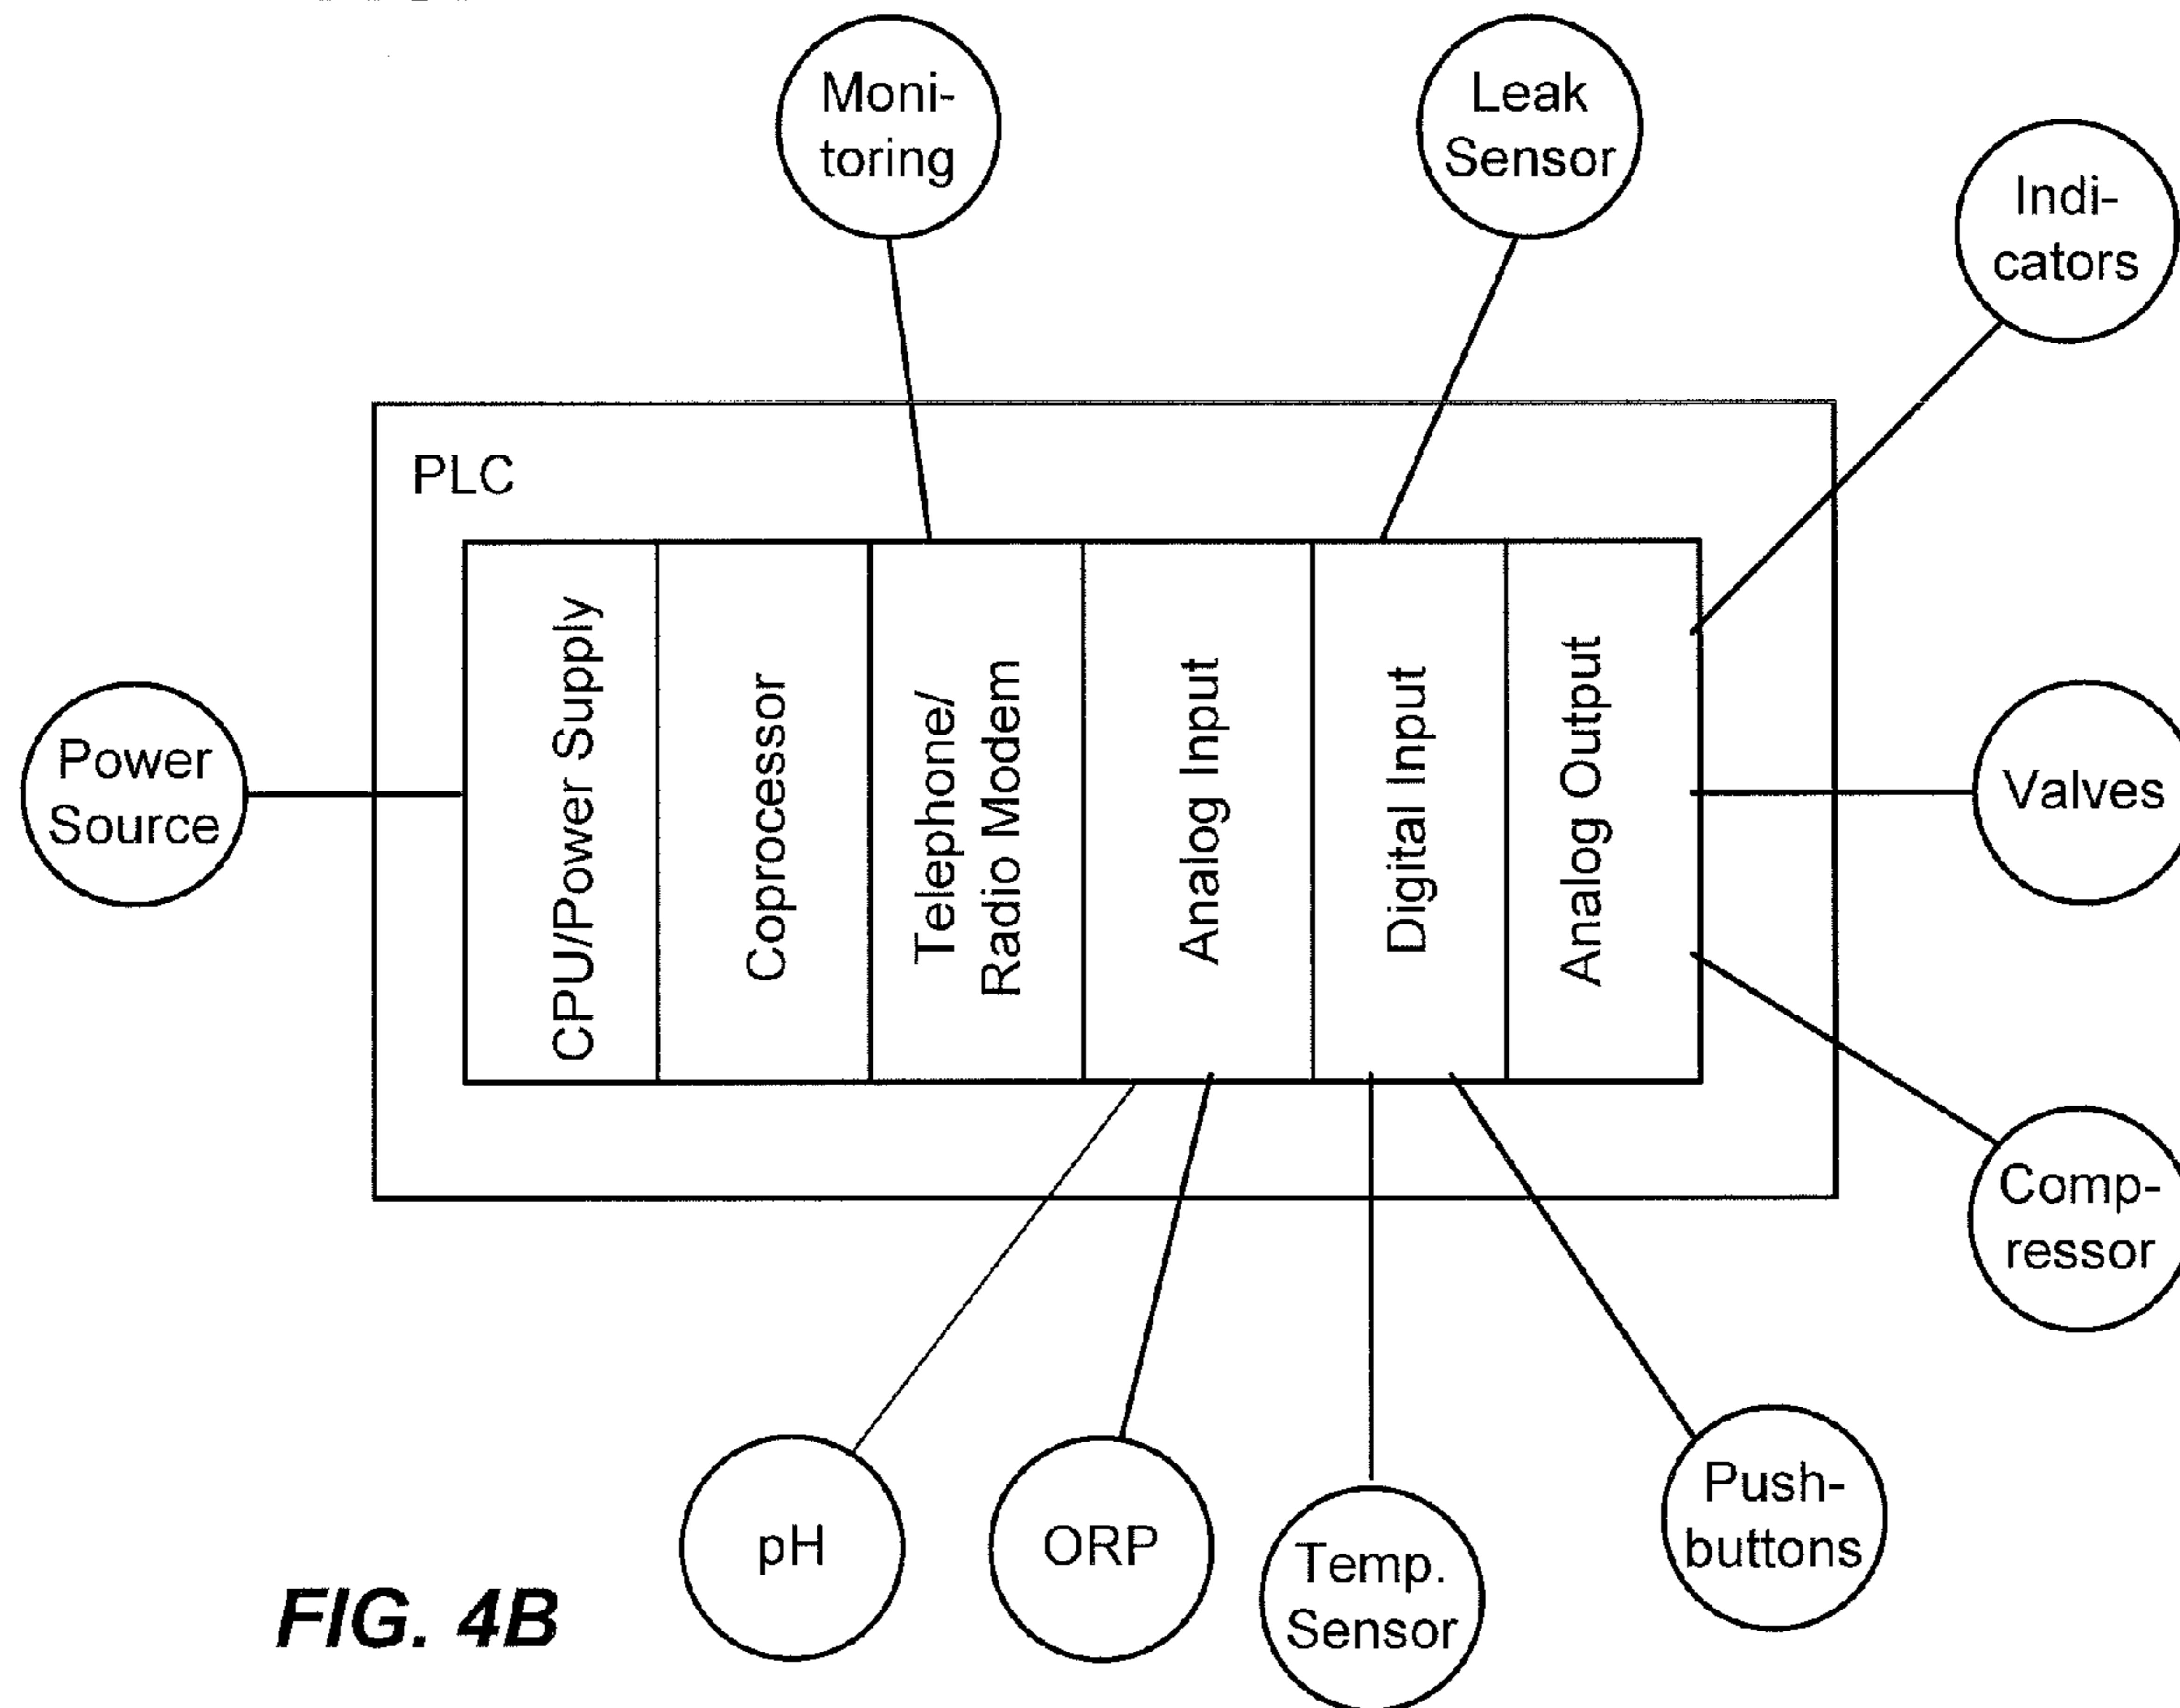 Moni-
toring
Leak
Sensor
Indi-
cators
PLC
Power
Source
CPU/Power Supply
Coprocessor
Telephone/
Radio Modem
Analog Input
Digital Input
Analog Output
Valves
Comp-
ressor
pH
ORP
Temp.
Sensor
Push-
buttons
FIG. 4B